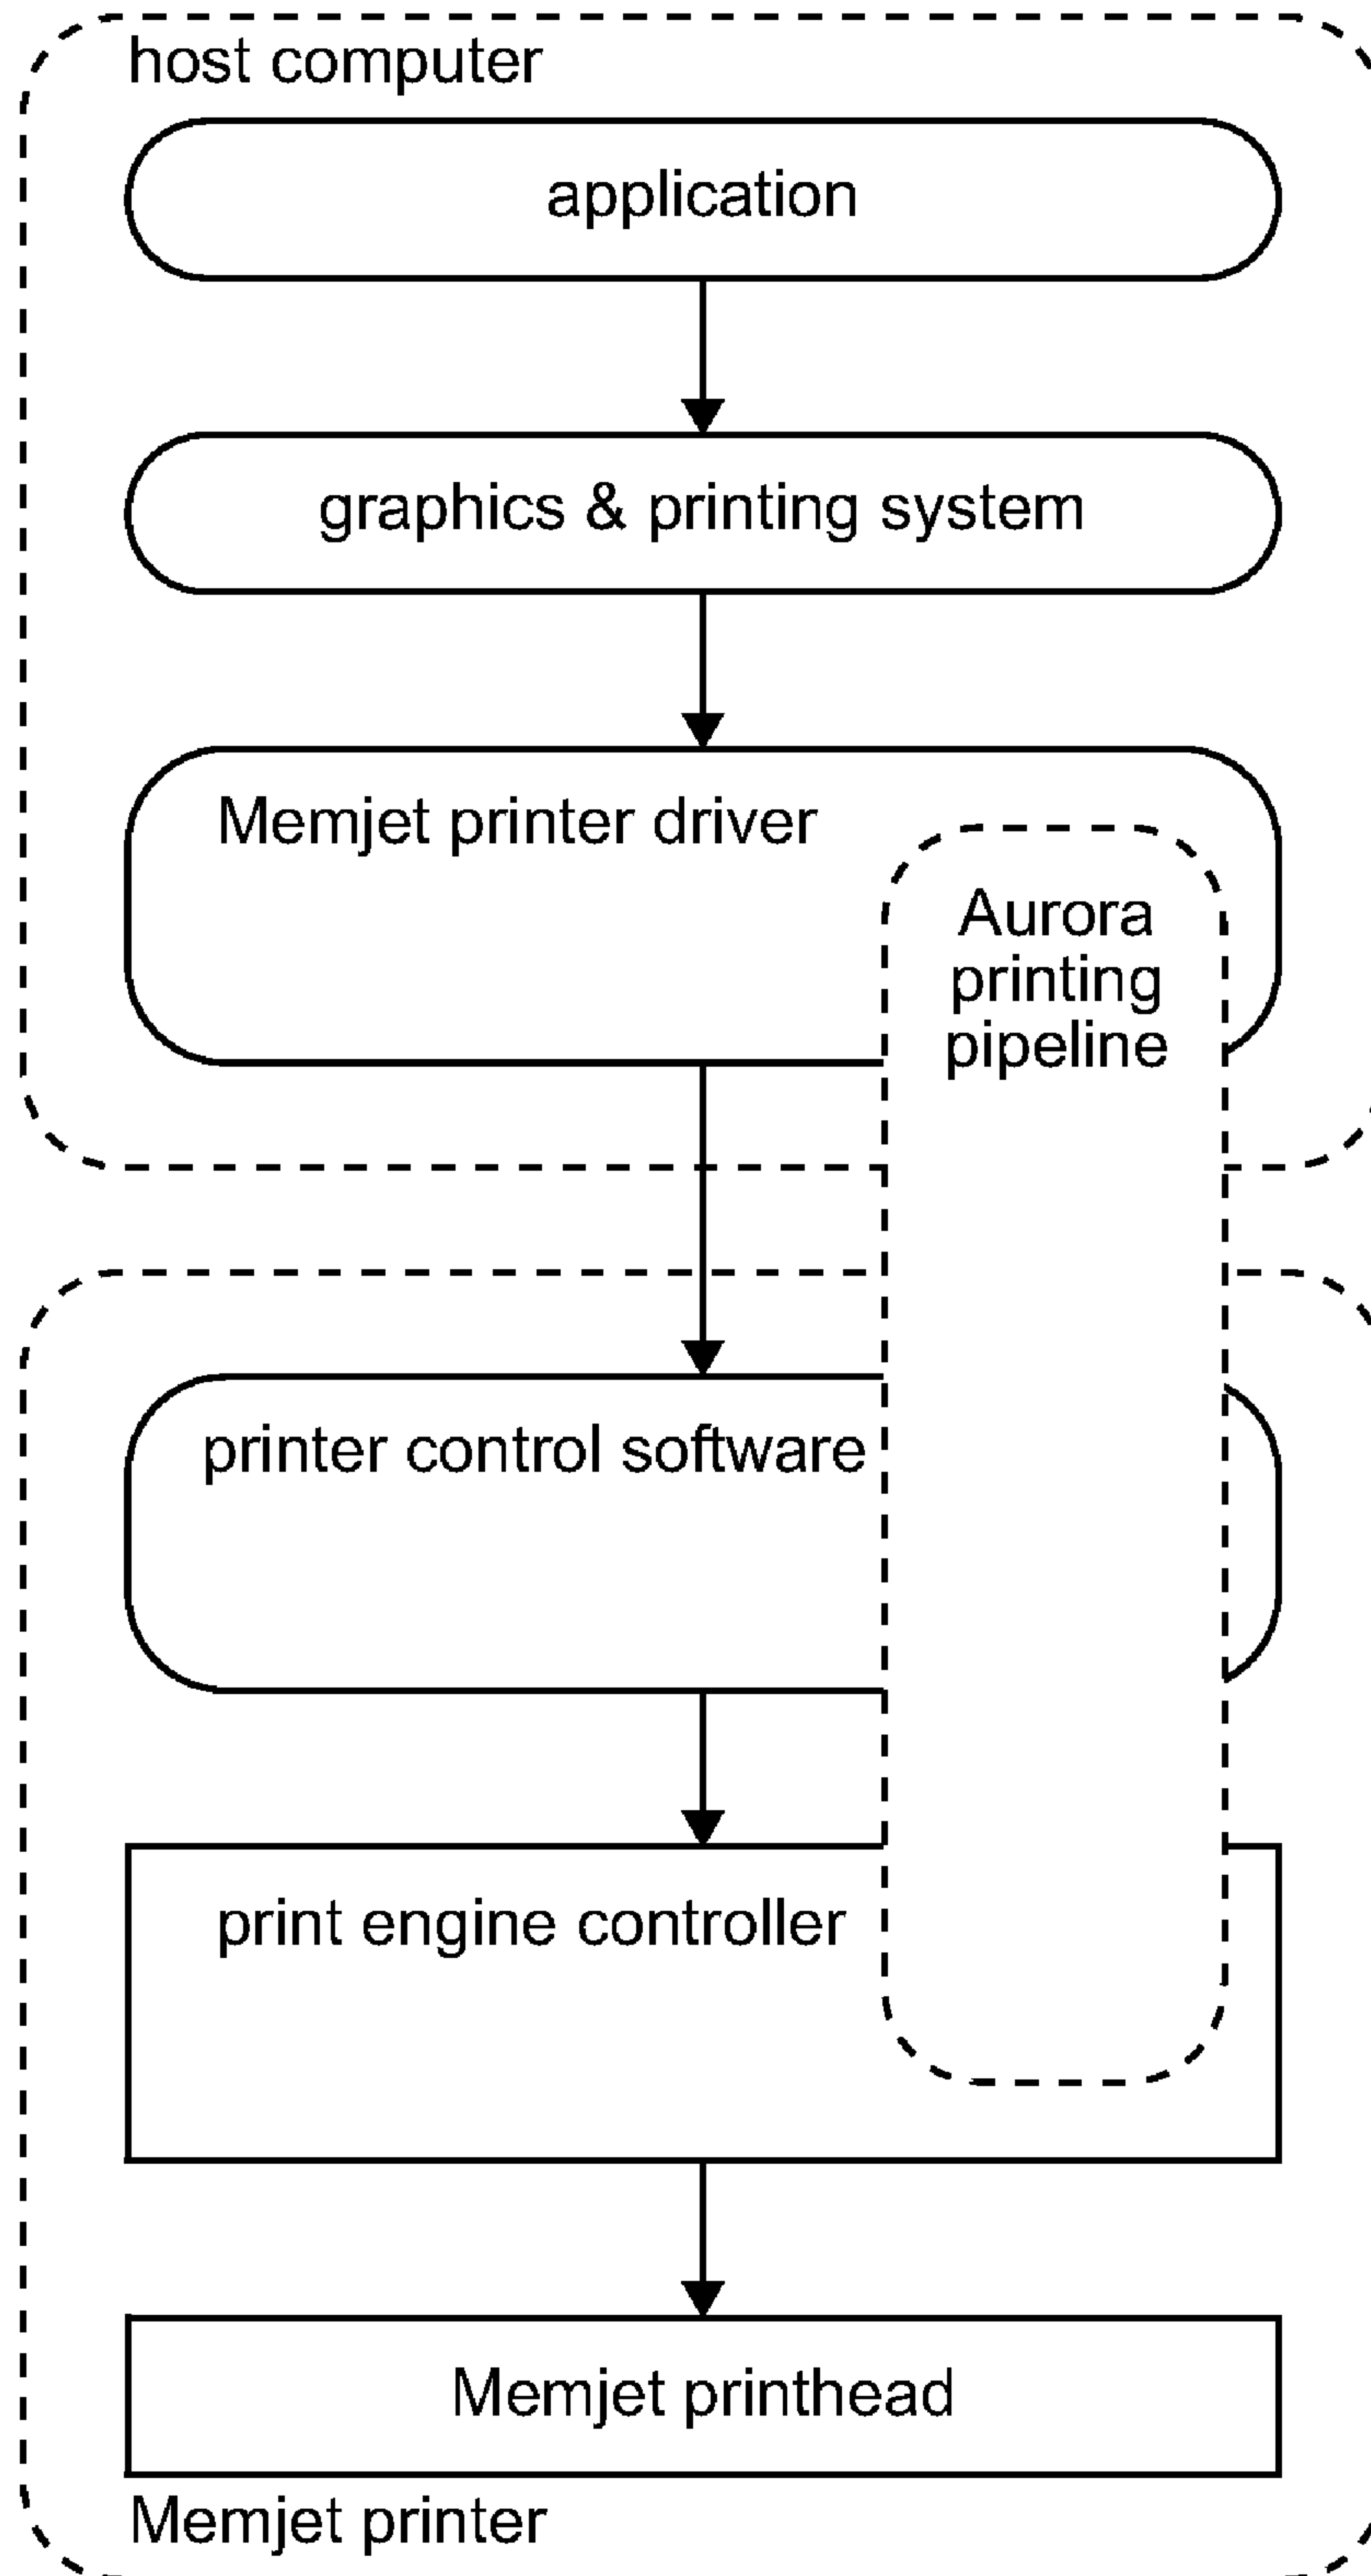 host computer
application
graphics & printing system
Memjet printer driver
Aurora
printing
pipeline
printer control software
print engine controller
Memjet printhead
Memjet printer